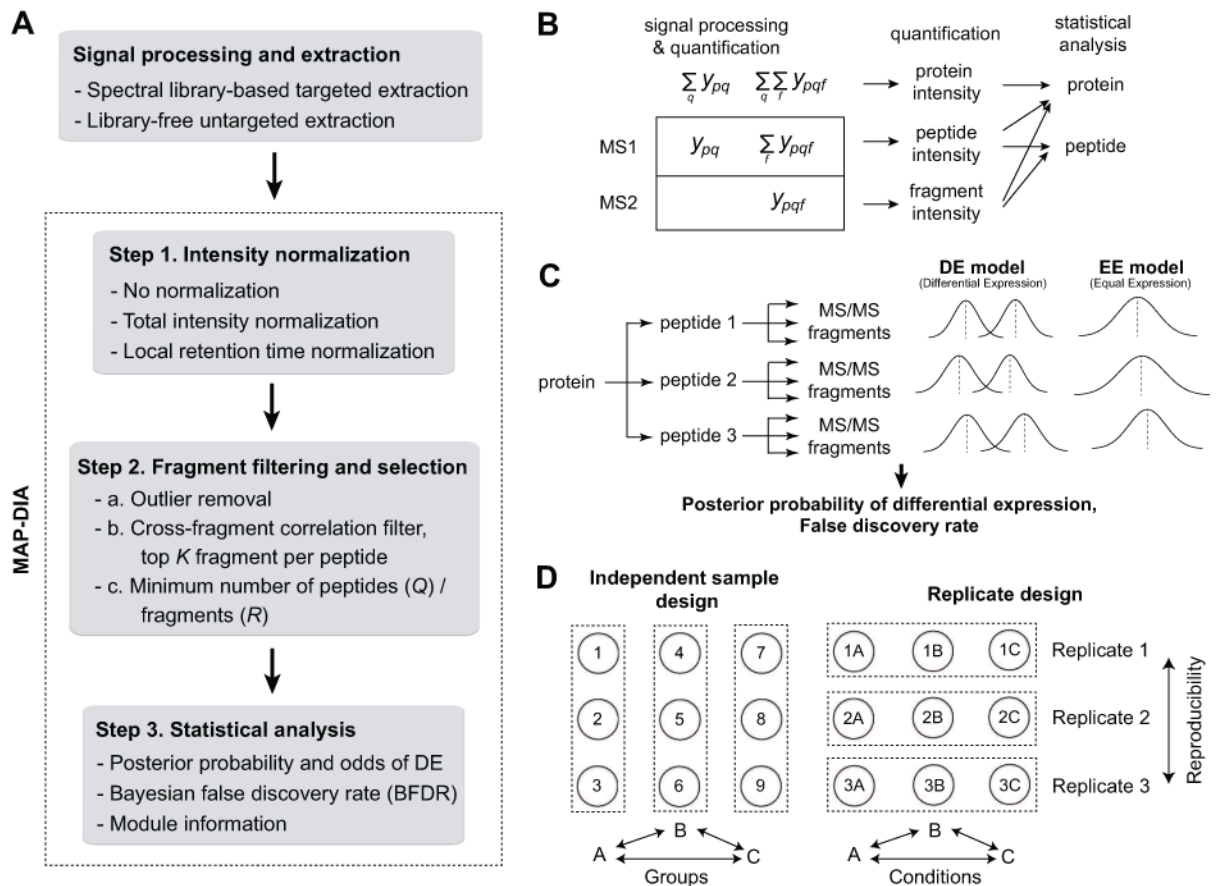 A
Signal processing and extraction
- Spectral library-based targeted extraction
- Library-free untargeted extraction
MAP-DIA
Step 1. Intensity normalization
- No normalization
- Total intensity normalization
- Local retention time normalization
Step 2. Fragment filtering and selection
- a. Outlier removal
- b. Cross-fragment correlation filter,
top K fragment per peptide
- c. Minimum number of peptides (Q) /
fragments (R)
Step 3. Statistical analysis
- Posterior probability and odds of DE
- Bayesian false discovery rate (BFDR)
- Module information
B
signal processing
& quantification
quantification
statistical
analysis
∑q ypq ∑q ∑f ypqf
protein
intensity
protein
MS1
ypq ∑f ypqf
peptide
intensity
peptide
MS2
ypqf
fragment
intensity
C
DE model
(Differential Expression)
EE model
(Equal Expression)
protein
peptide 1
MS/MS
fragments
peptide 2
MS/MS
fragments
peptide 3
MS/MS
fragments
Posterior probability of differential expression,
False discovery rate
D
Independent sample
design
1 4 7
2 5 8
3 6 9
A B C
Groups
Replicate design
1A 1B 1C Replicate 1
2A 2B 2C Replicate 2
3A 3B 3C Replicate 3
Reproducibility
A B C
Conditions